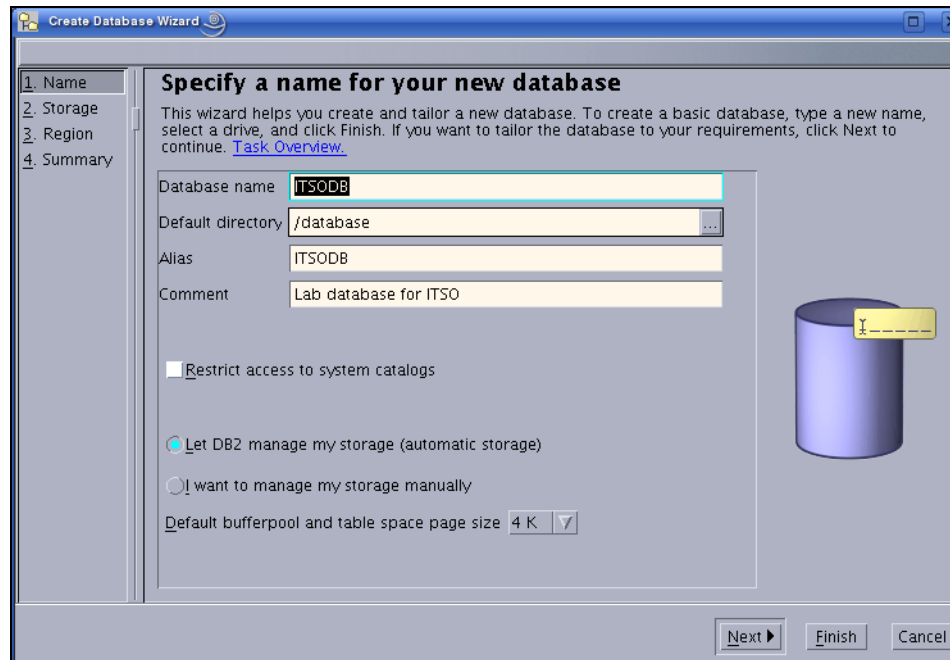 Create Database Wizard
1. Name
2. Storage
3. Region
4. Summary
Specify a name for your new database
This wizard helps you create and tailor a new database. To create a basic database, type a new name,
select a drive, and click Finish. If you want to tailor the database to your requirements, click Next to
continue. Task Overview.
Database name ITSODB
Default directory /database ...
Alias ITSODB
Comment Lab database for ITSO
Restrict access to system catalogs
Let DB2 manage my storage (automatic storage)
I want to manage my storage manually
Default bufferpool and table space page size 4 K
Next Finish Cancel